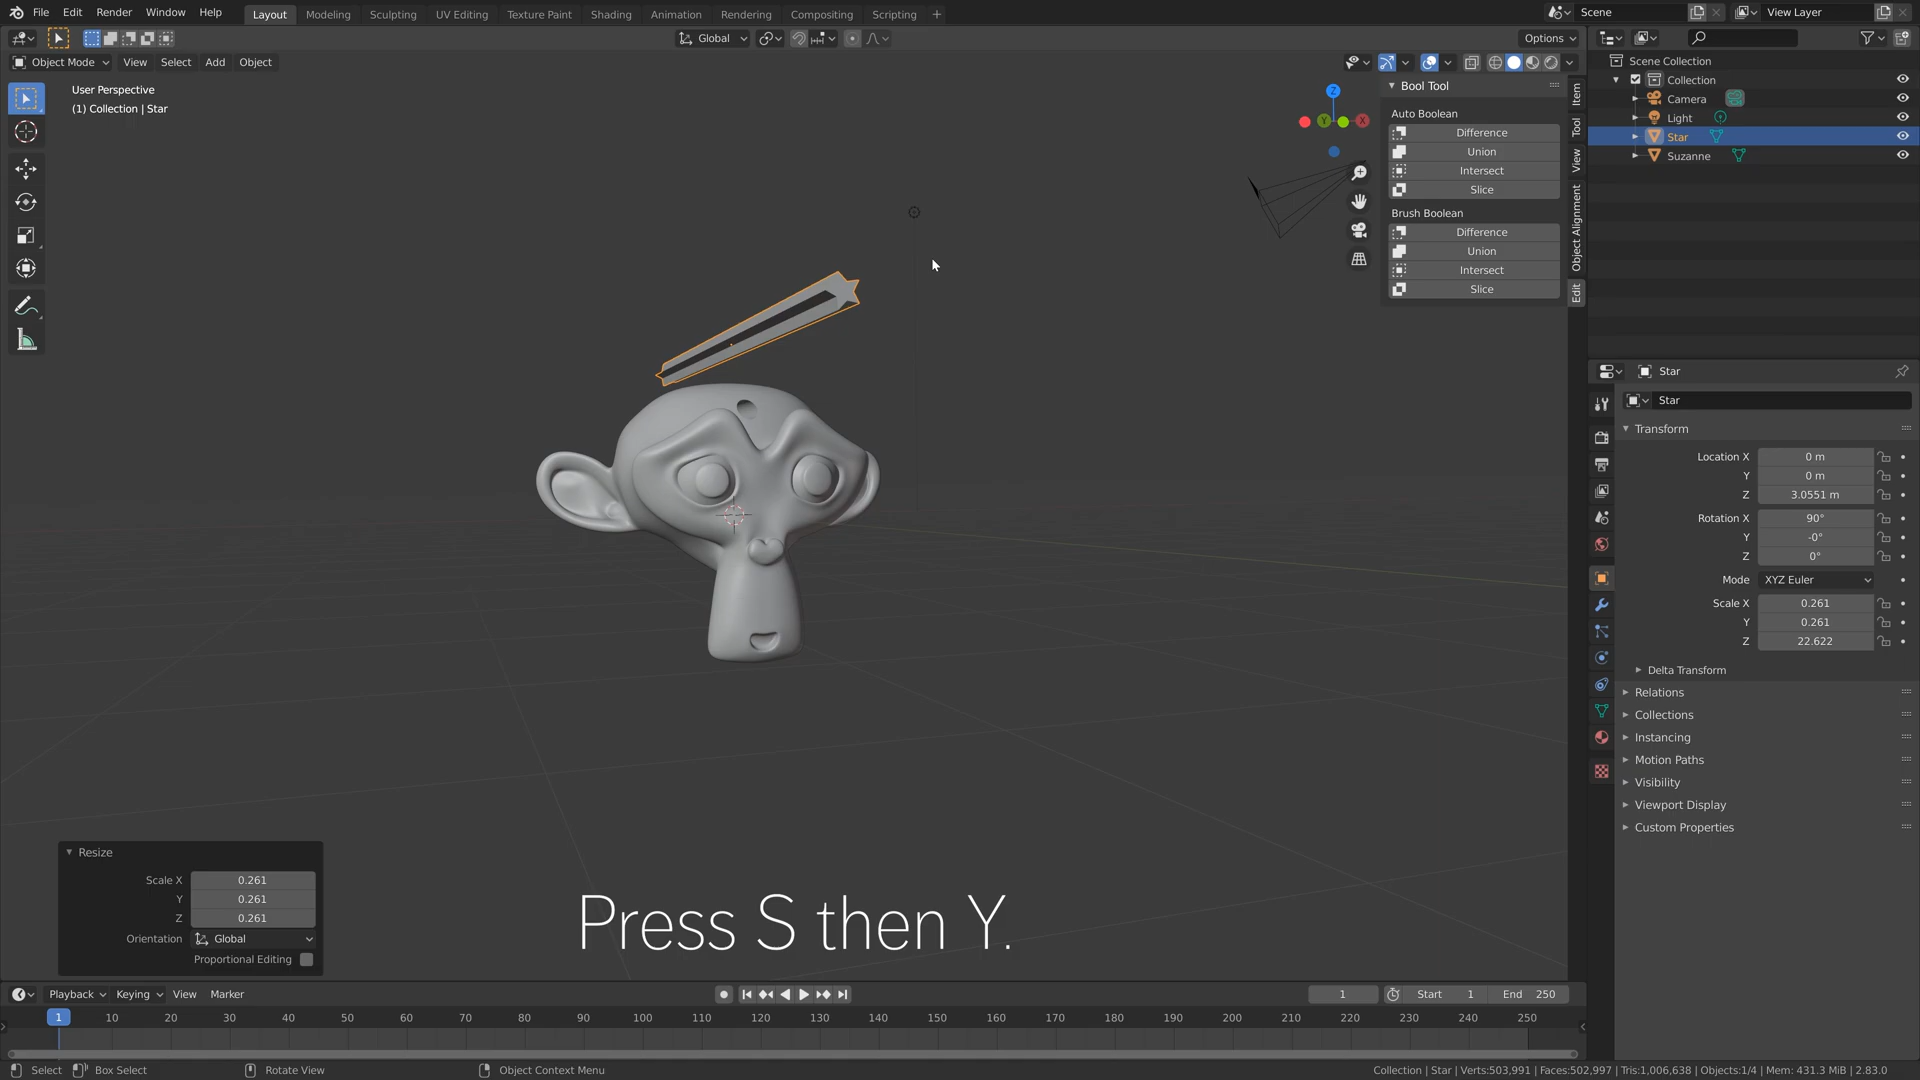 File Edit Render Window Help Layout Modeling Sculpting UV Editing Texture Paint Shading Animation Rendering Compositing Scripting + Scene View Layer
Global Options
Object Mode View Select Add Object
User Perspective
(1) Collection | Star
Z
Y X
Bool Tool
Auto Boolean
Difference
Union
Intersect
Slice
Brush Boolean
Difference
Union
Intersect
Slice
Item
Tool
View
Object Alignment
Edit
Scene Collection
Collection
Camera
Light
Star
Suzanne
Star
Star
Transform
Location X 0 m
Y 0 m
Z 3.0551 m
Rotation X 90°
Y -0°
Z 0°
Mode XYZ Euler
Scale X 0.261
Y 0.261
Z 22.622
Delta Transform
Relations
Collections
Instancing
Motion Paths
Visibility
Viewport Display
Custom Properties
Resize
Scale X 0.261
Y 0.261
Z 0.261
Orientation Global
Proportional Editing
Press S then Y.
Playback Keying View Marker 1 Start 1 End 250
1 10 20 30 40 50 60 70 80 90 100 110 120 130 140 150 160 170 180 190 200 210 220 230 240 250
Select Box Select Rotate View Object Context Menu Collection | Star | Verts:503,991 | Faces:502,997 | Tris:1,006,638 | Objects:1/4 | Mem: 431.3 MiB | 2.83.0